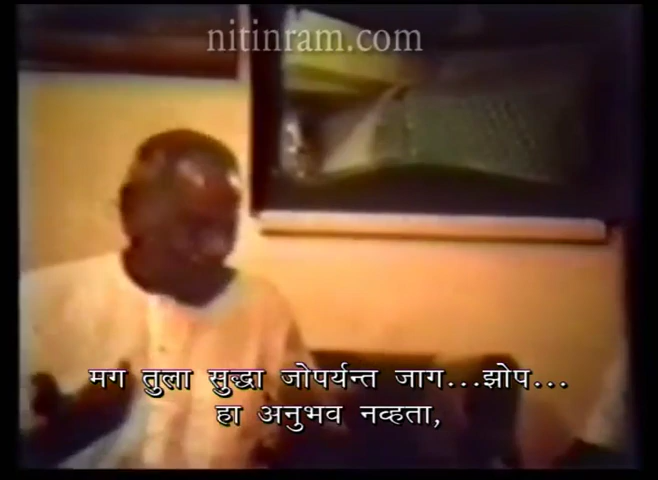 nitinram.com
मग तुला सुद्धा जोपर्यन्त जाग...झोप...
हा अनुभव नव्हता,